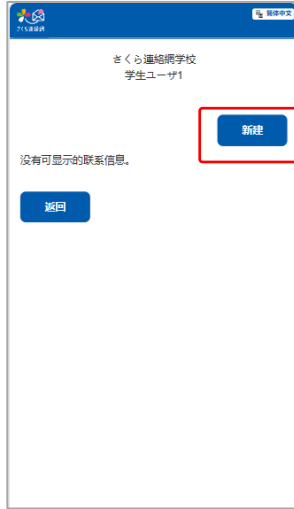 さくら連絡網
简体中文
さくら連絡網学校
学生ユーザ1
新建
没有可显示的联系信息。
返回